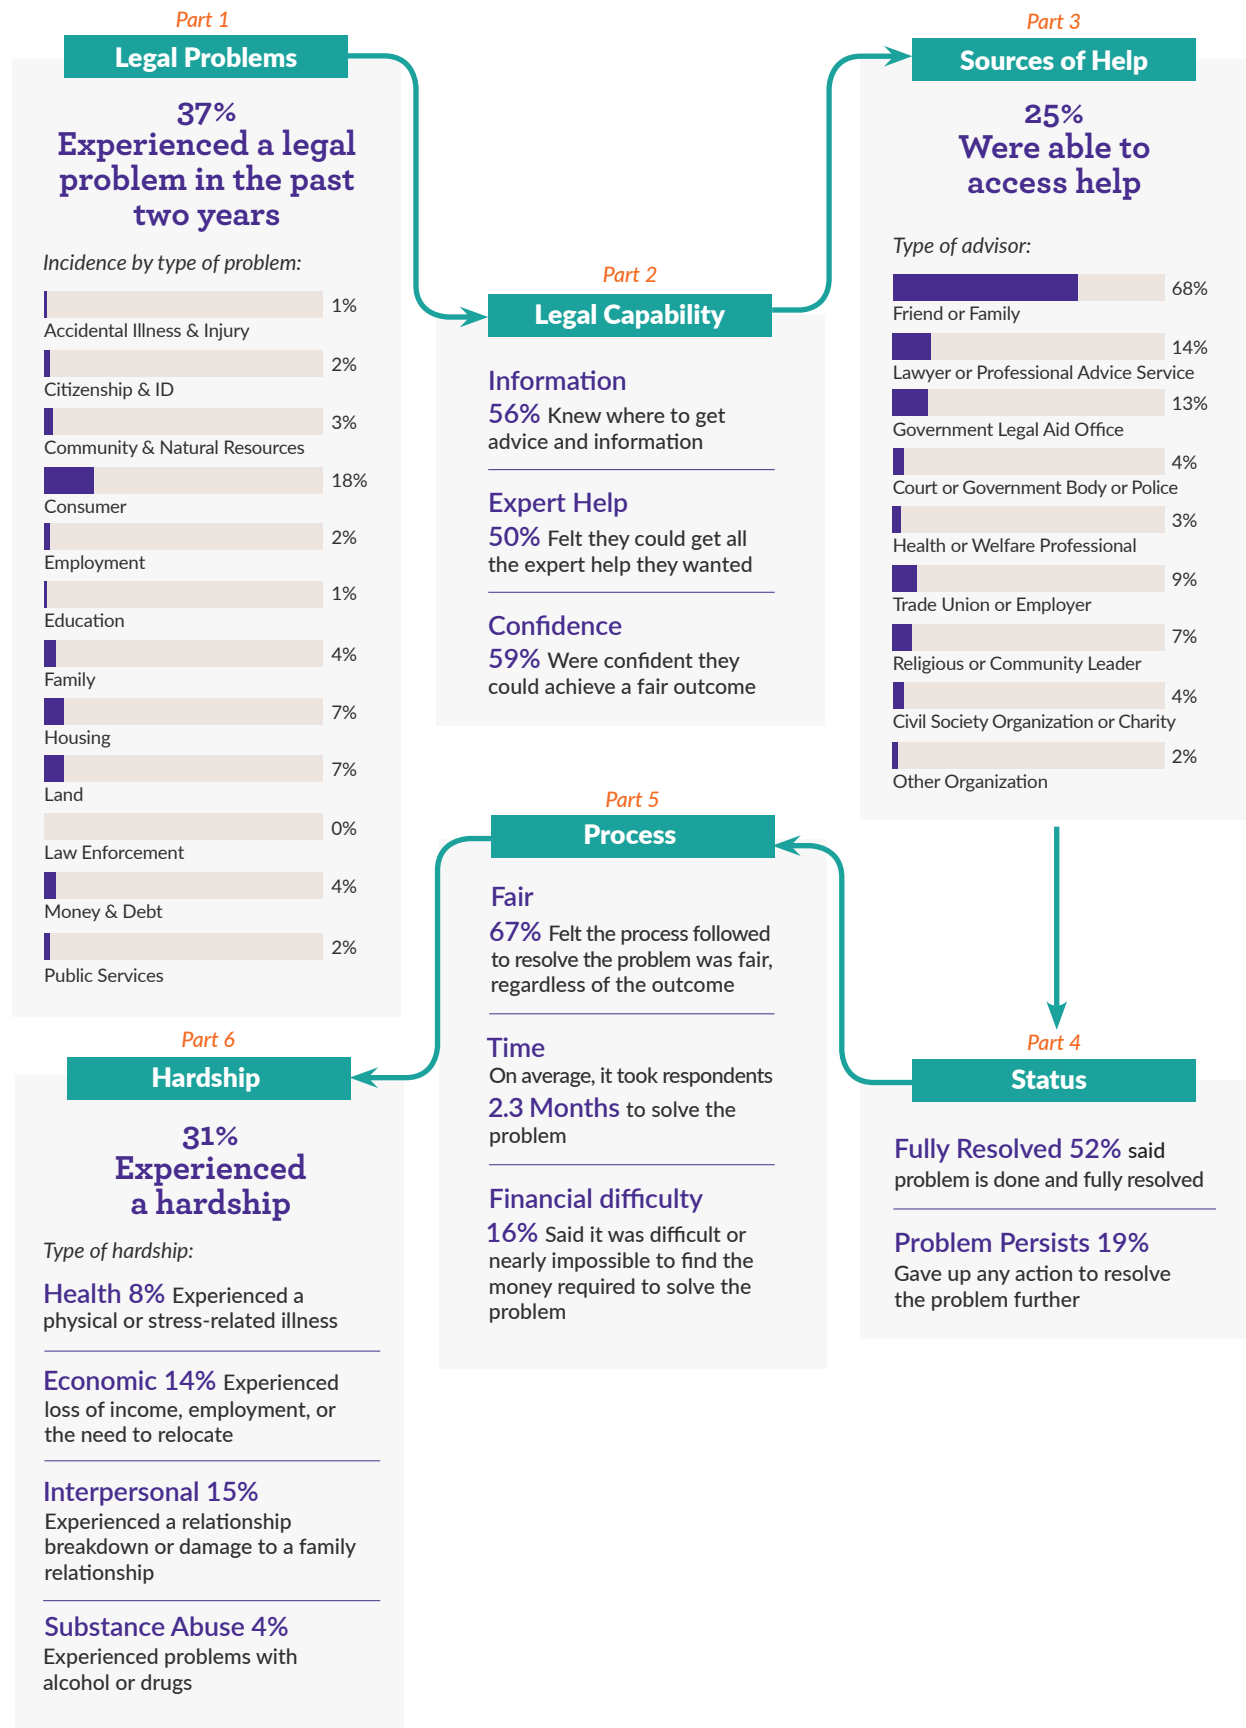 Part 1
Legal Problems
37%
Experienced a legal
problem in the past
two years
Incidence by type of problem:
1%
Accidental Illness & Injury
2%
Citizenship & ID
3%
Community & Natural Resources
18%
Consumer
2%
Employment
1%
Education
4%
Family
7%
Housing
7%
Land
0%
Law Enforcement
4%
Money & Debt
2%
Public Services
Part 2
Legal Capability
Information
56% Knew where to get
advice and information
Expert Help
50% Felt they could get all
the expert help they wanted
Confidence
59% Were confident they
could achieve a fair outcome
Part 3
Sources of Help
25%
Were able to
access help
Type of advisor:
68%
Friend or Family
14%
Lawyer or Professional Advice Service
13%
Government Legal Aid Office
4%
Court or Government Body or Police
3%
Health or Welfare Professional
9%
Trade Union or Employer
7%
Religious or Community Leader
4%
Civil Society Organization or Charity
2%
Other Organization
Part 4
Status
Fully Resolved 52% said
problem is done and fully resolved
Problem Persists 19%
Gave up any action to resolve
the problem further
Part 5
Process
Fair
67% Felt the process followed
to resolve the problem was fair,
regardless of the outcome
Time
On average, it took respondents
2.3 Months to solve the
problem
Financial difficulty
16% Said it was difficult or
nearly impossible to find the
money required to solve the
problem
Part 6
Hardship
31%
Experienced
a hardship
Type of hardship:
Health 8% Experienced a
physical or stress-related illness
Economic 14% Experienced
loss of income, employment, or
the need to relocate
Interpersonal 15%
Experienced a relationship
breakdown or damage to a family
relationship
Substance Abuse 4%
Experienced problems with
alcohol or drugs